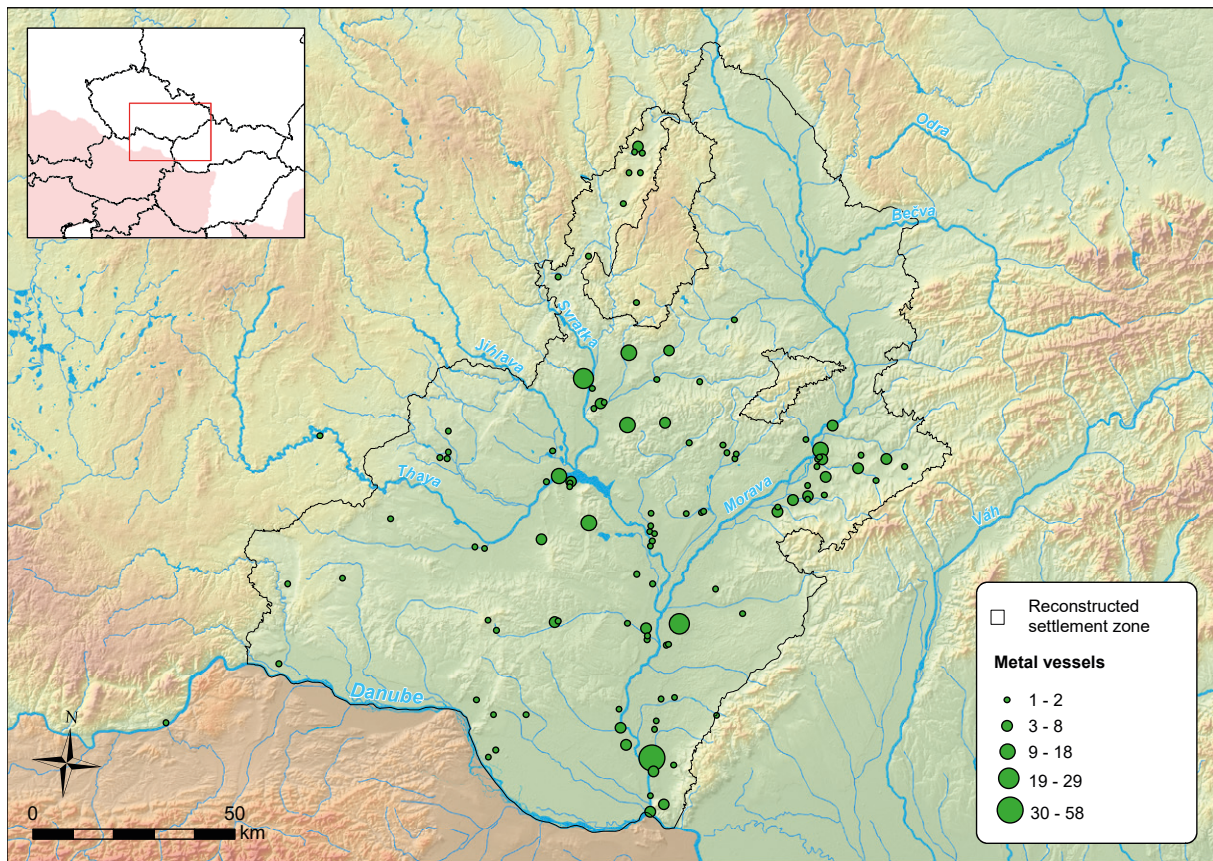 Odra
Bečva
Svratka
Jihlava
Thaya
Morava
Váh
Danube
N
0 50
km
Reconstructed
settlement zone
Metal vessels
1 - 2
3 - 8
9 - 18
19 - 29
30 - 58